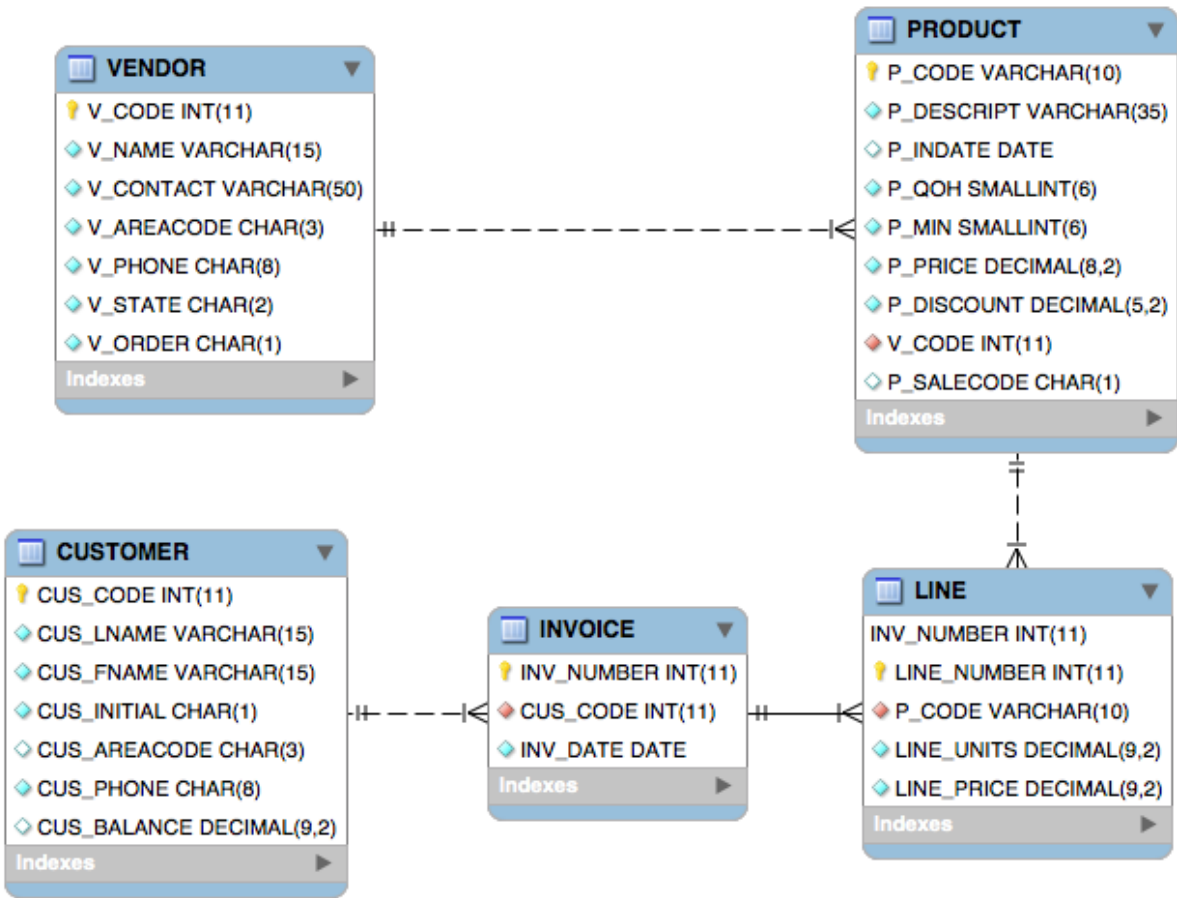 VENDOR
V_CODE INT(11)
V_NAME VARCHAR(15)
V_CONTACT VARCHAR(50)
V_AREACODE CHAR(3)
V_PHONE CHAR(8)
V_STATE CHAR(2)
V_ORDER CHAR(1)
Indexes
PRODUCT
P_CODE VARCHAR(10)
P_DESCRIPT VARCHAR(35)
P_INDATE DATE
P_QOH SMALLINT(6)
P_MIN SMALLINT(6)
P_PRICE DECIMAL(8,2)
P_DISCOUNT DECIMAL(5,2)
V_CODE INT(11)
P_SALECODE CHAR(1)
Indexes
CUSTOMER
CUS_CODE INT(11)
CUS_LNAME VARCHAR(15)
CUS_FNAME VARCHAR(15)
CUS_INITIAL CHAR(1)
CUS_AREACODE CHAR(3)
CUS_PHONE CHAR(8)
CUS_BALANCE DECIMAL(9,2)
Indexes
INVOICE
INV_NUMBER INT(11)
CUS_CODE INT(11)
INV_DATE DATE
Indexes
LINE
INV_NUMBER INT(11)
LINE_NUMBER INT(11)
P_CODE VARCHAR(10)
LINE_UNITS DECIMAL(9,2)
LINE_PRICE DECIMAL(9,2)
Indexes